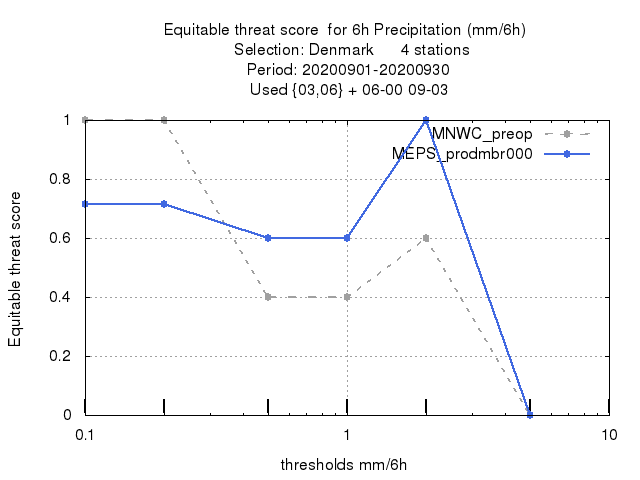 Equitable threat score  for 6h Precipitation (mm/6h)
Selection: Denmark      4 stations
Period: 20200901-20200930
Used {03,06} + 06-00 09-03
MNWC_preop
MEPS_prodmbr000
Equitable threat score
1
0.8
0.6
0.4
0.2
0
0.1
1
10
thresholds mm/6h